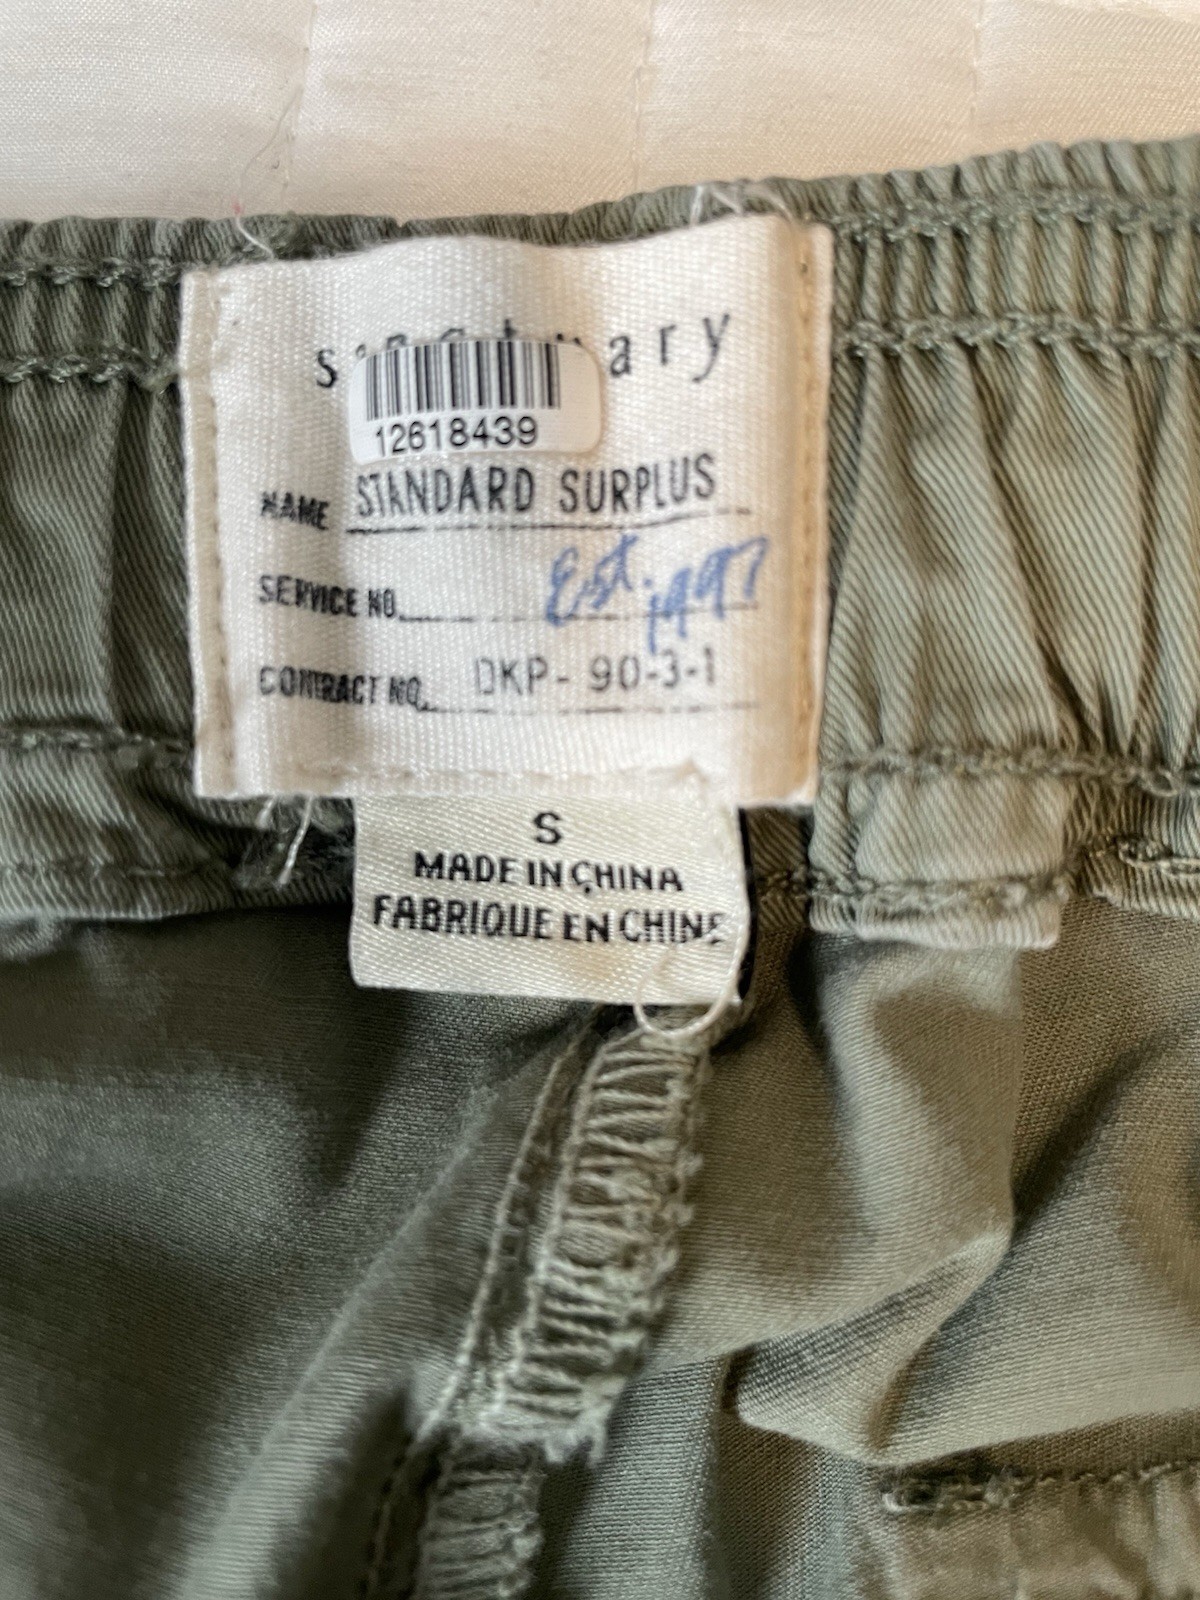 sanctuary
12618439
NAME STANDARD SURPLUS
SERVICE NO. Est. 1997
CONTRACT NO. DKP-90-3-1
S
MADE IN CHINA
FABRIQUE EN CHINE